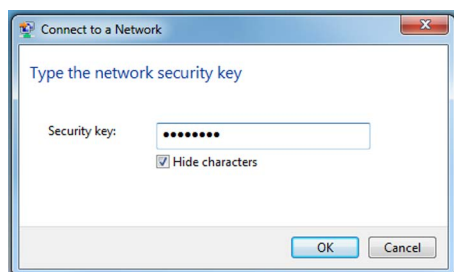 Connect to a Network
Type the network security key
Security key: ••••••••
Hide characters
OK Cancel